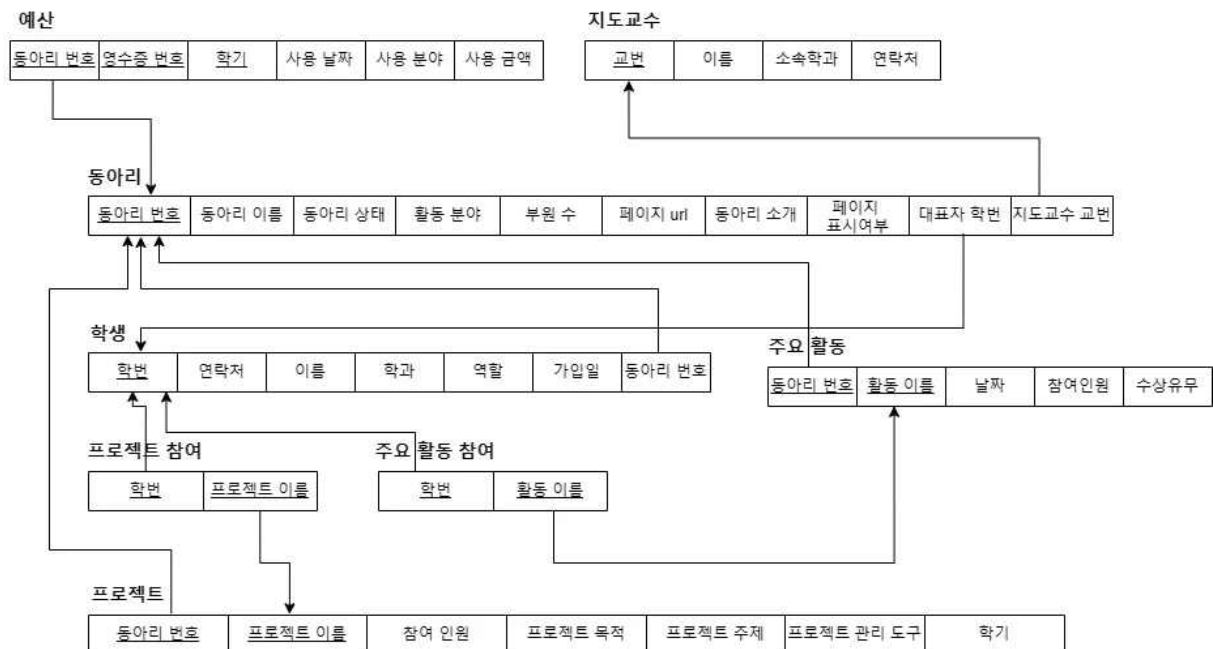 예산
동아리 번호 영수증 번호 학기 사용 날짜 사용 분야 사용 금액
지도교수
교번 이름 소속학과 연락처
동아리
동아리 번호 동아리 이름 동아리 상태 활동 분야 부원 수 페이지 url 동아리 소개 페이지 표시여부 대표자 학번 지도교수 교번
학생
학번 연락처 이름 학과 역할 가입일 동아리 번호
주요 활동
동아리 번호 활동 이름 날짜 참여인원 수상유무
프로젝트 참여
학번 프로젝트 이름
주요 활동 참여
학번 활동 이름
프로젝트
동아리 번호 프로젝트 이름 참여 인원 프로젝트 목적 프로젝트 주제 프로젝트 관리 도구 학기